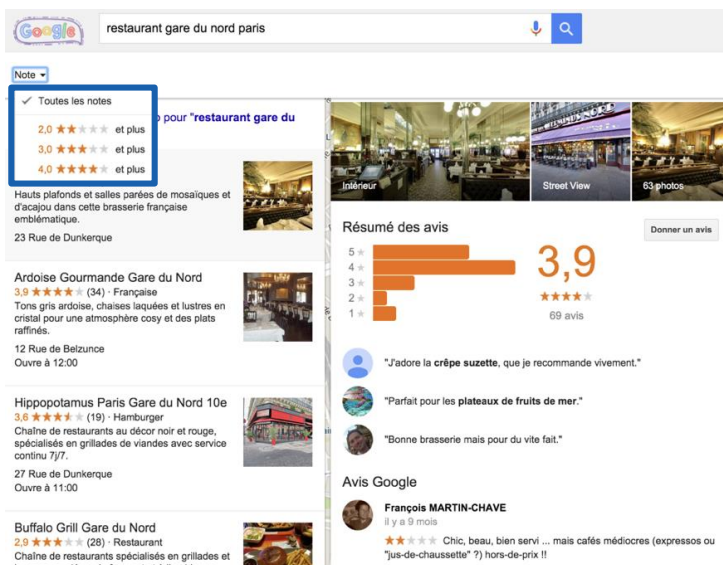 Google
restaurant gare du nord paris
Note
Toutes les notes
2,0 et plus
3,0 et plus
4,0 et plus
pour "restaurant gare du
Hauts plafonds et salles parées de mosaïques et
d'acajou dans cette brasserie française
emblématique.
23 Rue de Dunkerque
Ardoise Gourmande Gare du Nord
3,9 ★★★★★ (34) · Française
Tons gris ardoise, chaises laquées et lustres en
cristal pour une atmosphère cosy et des plats
raffinés.
12 Rue de Belzunce
Ouvre à 12:00
Hippopotamus Paris Gare du Nord 10e
3,6 ★★★★★ (19) · Hamburger
Chaîne de restaurants au décor noir et rouge,
spécialisés en grillades de viandes avec service
continu 7j/7.
27 Rue de Dunkerque
Ouvre à 11:00
Buffalo Grill Gare du Nord
2,9 ★★★★★ (28) · Restaurant
Chaîne de restaurants spécialisés en grillades et
Intérieur
Street View
63 photos
Résumé des avis
Donner un avis
5
4
3
2
1
3,9
69 avis
"J'adore la crêpe suzette, que je recommande vivement."
"Parfait pour les plateaux de fruits de mer."
"Bonne brasserie mais pour du vite fait."
Avis Google
François MARTIN-CHAVE
il y a 9 mois
★★★★★ Chic, beau, bien servi ... mais cafés médiocres (expressos ou
"jus-de-chaussette" ?) hors-de-prix !!